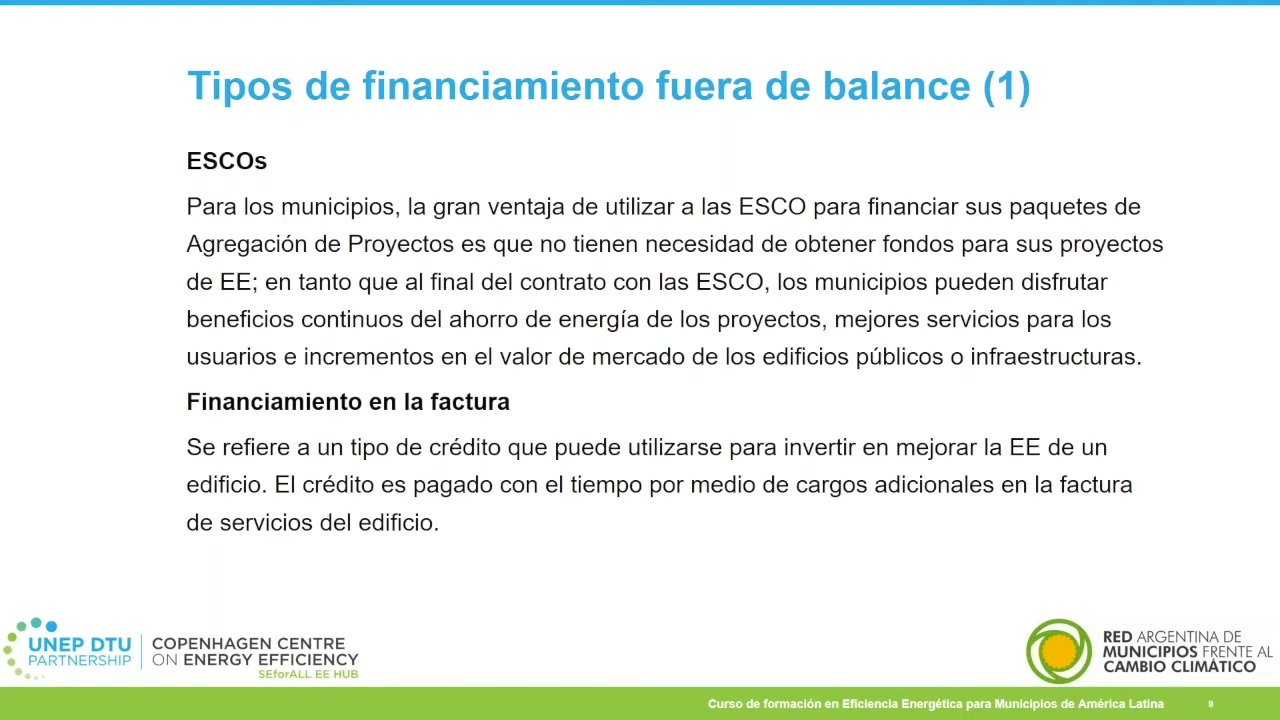 Tipos de financiamiento fuera de balance (1)
ESCOs
Para los municipios, la gran ventaja de utilizar a las ESCO para financiar sus paquetes de
Agregación de Proyectos es que no tienen necesidad de obtener fondos para sus proyectos
de EE; en tanto que al final del contrato con las ESCO, los municipios pueden disfrutar
beneficios continuos del ahorro de energía de los proyectos, mejores servicios para los
usuarios e incrementos en el valor de mercado de los edificios públicos o infraestructuras.
Financiamiento en la factura
Se refiere a un tipo de crédito que puede utilizarse para invertir en mejorar la EE de un
edificio. El crédito es pagado con el tiempo por medio de cargos adicionales en la factura
de servicios del edificio.
UNEP DTU
PARTNERSHIP
COPENHAGEN CENTRE
ON ENERGY EFFICIENCY
SEforALL EE HUB
RED ARGENTINA DE
MUNICIPIOS FRENTE AL
CAMBIO CLIMÁTICO
Curso de formación en Eficiencia Energética para Municipios de América Latina 9